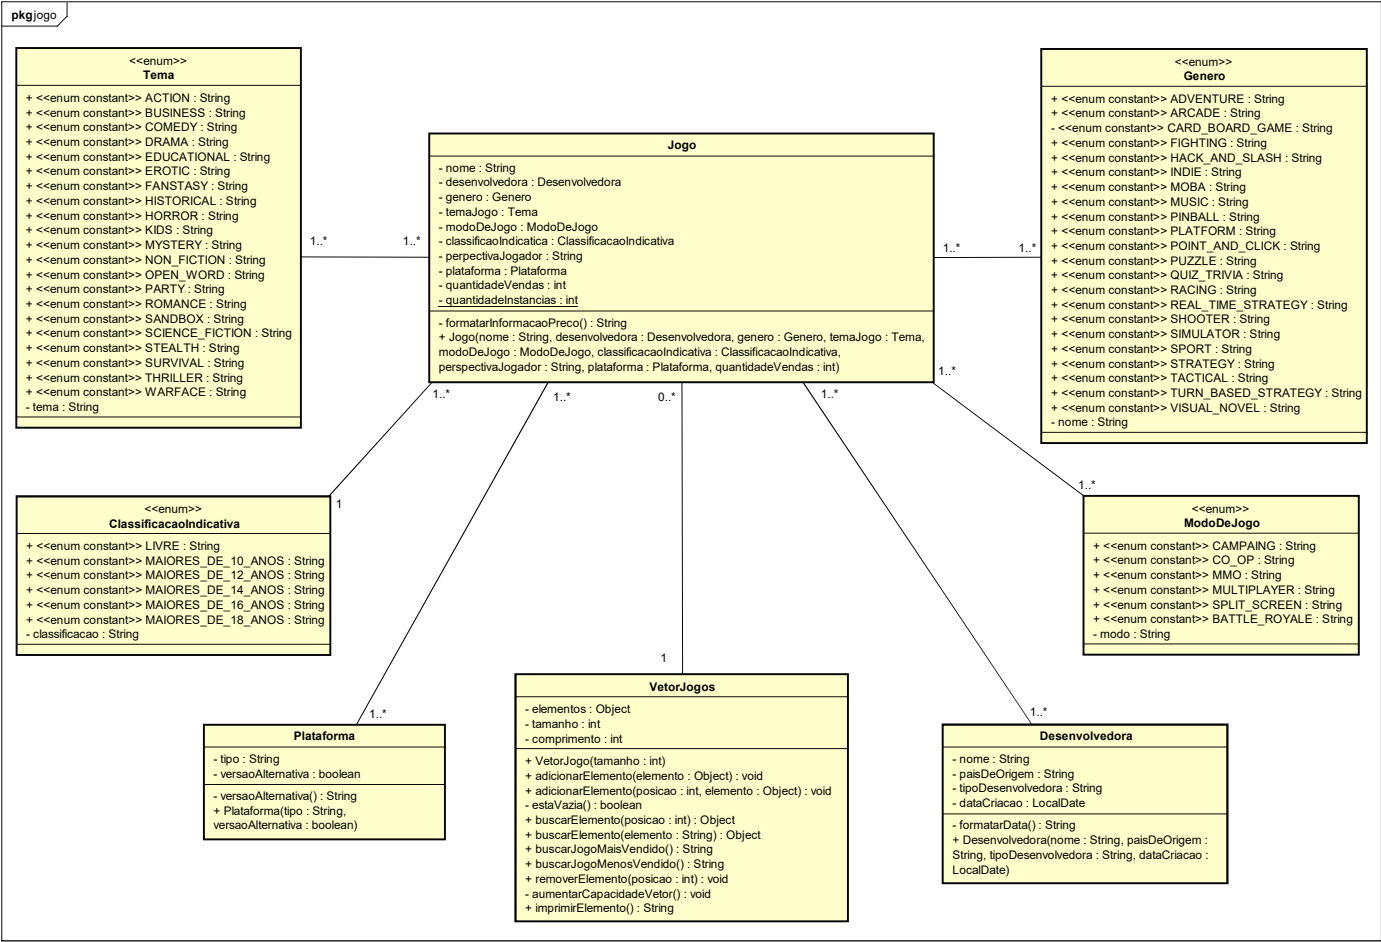 pkg jogo
<<enum>>
Tema
+ <<enum constant>> ACTION : String
+ <<enum constant>> BUSINESS : String
+ <<enum constant>> COMEDY : String
+ <<enum constant>> DRAMA : String
+ <<enum constant>> EDUCATIONAL : String
+ <<enum constant>> EROTIC : String
+ <<enum constant>> FANSTASY : String
+ <<enum constant>> HISTORICAL : String
+ <<enum constant>> HORROR : String
+ <<enum constant>> KIDS : String
+ <<enum constant>> MYSTERY : String
+ <<enum constant>> NON_FICTION : String
+ <<enum constant>> OPEN_WORD : String
+ <<enum constant>> PARTY : String
+ <<enum constant>> ROMANCE : String
+ <<enum constant>> SANDBOX : String
+ <<enum constant>> SCIENCE_FICTION : String
+ <<enum constant>> STEALTH : String
+ <<enum constant>> SURVIVAL : String
+ <<enum constant>> THRILLER : String
+ <<enum constant>> WARFACE : String
- tema : String
1..*
1..*
Jogo
- nome : String
- desenvolvedora : Desenvolvedora
- genero : Genero
- temaJogo : Tema
- modoDeJogo : ModoDeJogo
- classificaoIndicatica : ClassificacaoIndicativa
- perpectivaJogador : String
- plataforma : Plataforma
- quantidadeVendas : int
- quantidadeInstancias : int
- formatarInformacaoPreco() : String
+ Jogo(nome : String, desenvolvedora : Desenvolvedora, genero : Genero, temaJogo : Tema,
modoDeJogo : ModoDeJogo, classificacaoIndicativa : ClassificacaoIndicativa,
perspectivaJogador : String, plataforma : Plataforma, quantidadeVendas : int)
1..*
1..*
<<enum>>
Genero
+ <<enum constant>> ADVENTURE : String
+ <<enum constant>> ARCADE : String
- <<enum constant>> CARD_BOARD_GAME : String
+ <<enum constant>> FIGHTING : String
+ <<enum constant>> HACK_AND_SLASH : String
+ <<enum constant>> INDIE : String
+ <<enum constant>> MOBA : String
+ <<enum constant>> MUSIC : String
+ <<enum constant>> PINBALL : String
+ <<enum constant>> PLATFORM : String
+ <<enum constant>> POINT_AND_CLICK : String
+ <<enum constant>> PUZZLE : String
+ <<enum constant>> QUIZ_TRIVIA : String
+ <<enum constant>> RACING : String
+ <<enum constant>> REAL_TIME_STRATEGY : String
+ <<enum constant>> SHOOTER : String
+ <<enum constant>> SIMULATOR : String
+ <<enum constant>> SPORT : String
+ <<enum constant>> STRATEGY : String
+ <<enum constant>> TACTICAL : String
+ <<enum constant>> TURN_BASED_STRATEGY : String
+ <<enum constant>> VISUAL_NOVEL : String
- nome : String
1..*
1..*
0..*
1..*
1..*
1
1..*
<<enum>>
ClassificacaoIndicativa
+ <<enum constant>> LIVRE : String
+ <<enum constant>> MAIORES_DE_10_ANOS : String
+ <<enum constant>> MAIORES_DE_12_ANOS : String
+ <<enum constant>> MAIORES_DE_14_ANOS : String
+ <<enum constant>> MAIORES_DE_16_ANOS : String
+ <<enum constant>> MAIORES_DE_18_ANOS : String
- classificacao : String
<<enum>>
ModoDeJogo
+ <<enum constant>> CAMPAING : String
+ <<enum constant>> CO_OP : String
+ <<enum constant>> MMO : String
+ <<enum constant>> MULTIPLAYER : String
+ <<enum constant>> SPLIT_SCREEN : String
+ <<enum constant>> BATTLE_ROYALE : String
- modo : String
1..*
1
1..*
Plataforma
- tipo : String
- versaoAlternativa : boolean
- versaoAlternativa() : String
+ Plataforma(tipo : String,
versaoAlternativa : boolean)
VetorJogos
- elementos : Object
- tamanho : int
- comprimento : int
+ VetorJogo(tamanho : int)
+ adicionarElemento(elemento : Object) : void
+ adicionarElemento(posicao : int, elemento : Object) : void
- estaVazia() : boolean
+ buscarElemento(posicao : int) : Object
+ buscarElemento(elemento : String) : Object
+ buscarJogoMaisVendido() : String
+ buscarJogoMenosVendido() : String
+ removerElemento(posicao : int) : void
- aumentarCapacidadeVetor() : void
+ imprimirElemento() : String
Desenvolvedora
- nome : String
- paisDeOrigem : String
- tipoDesenvolvedora : String
- dataCriacao : LocalDate
- formatarData() : String
+ Desenvolvedora(nome : String, paisDeOrigem :
String, tipoDesenvolvedora : String, dataCriacao :
LocalDate)